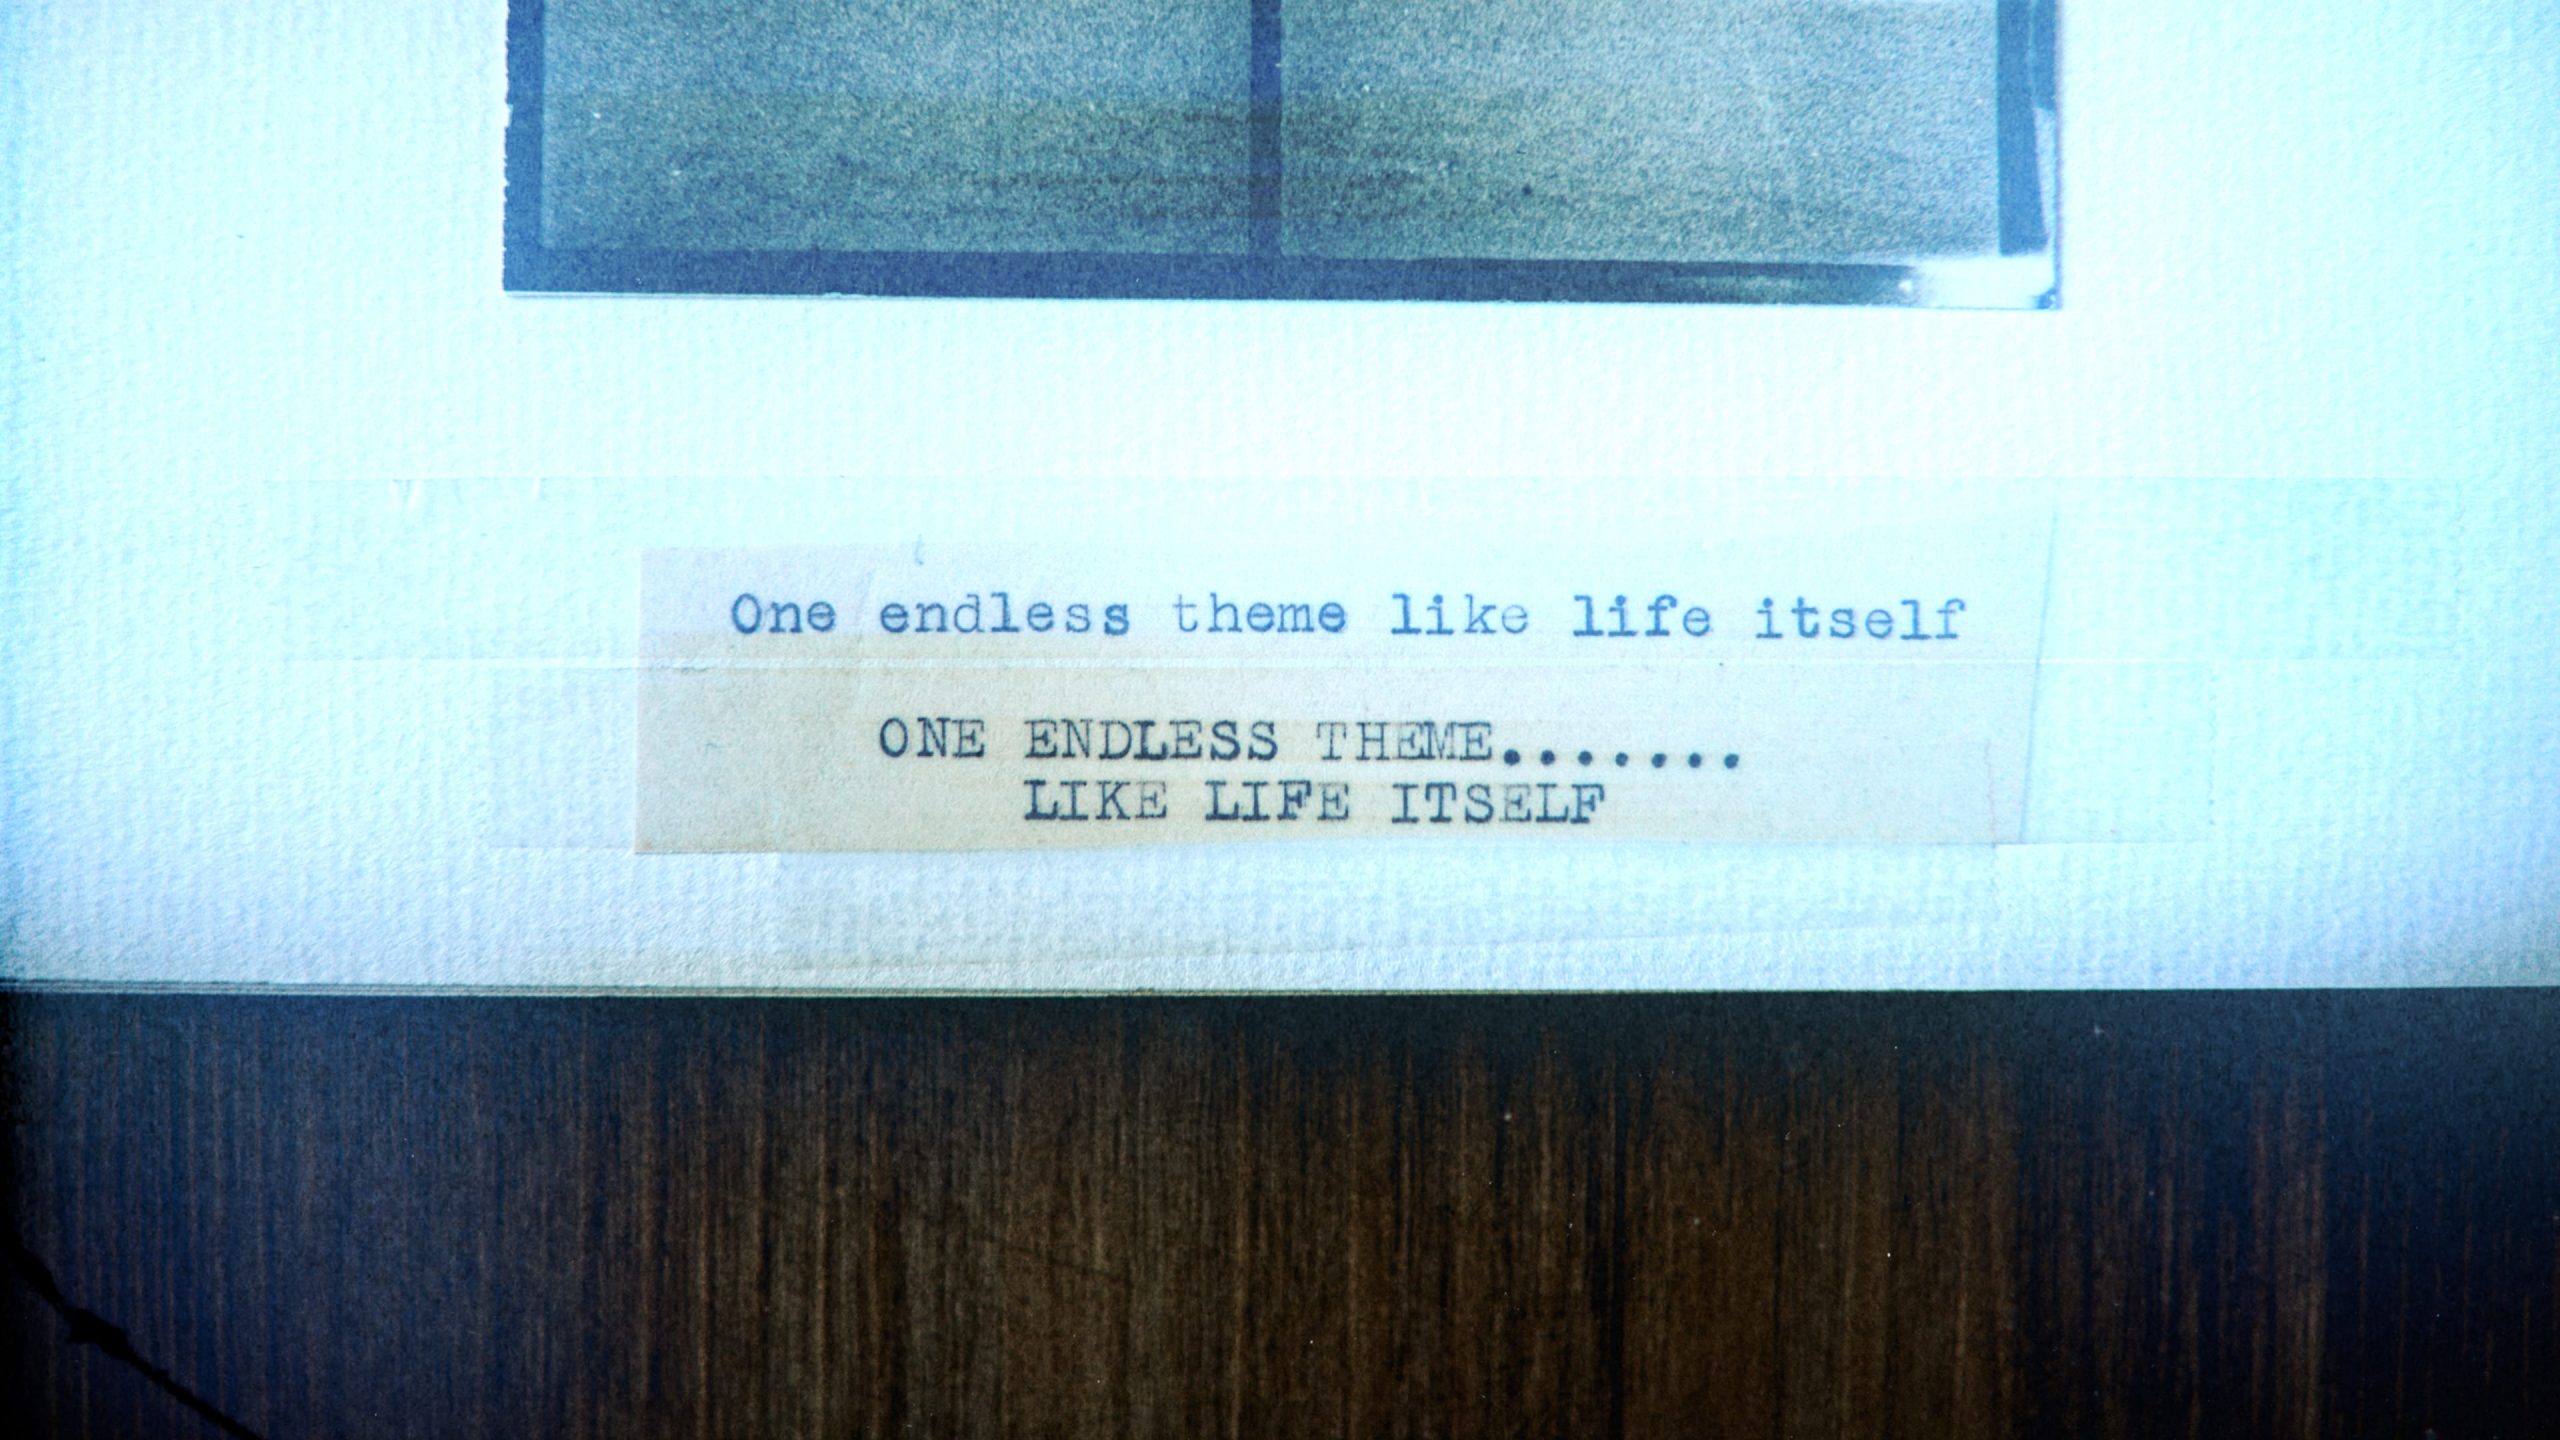 One endless theme like life itself
ONE ENDLESS THEME.......
LIKE LIFE ITSELF